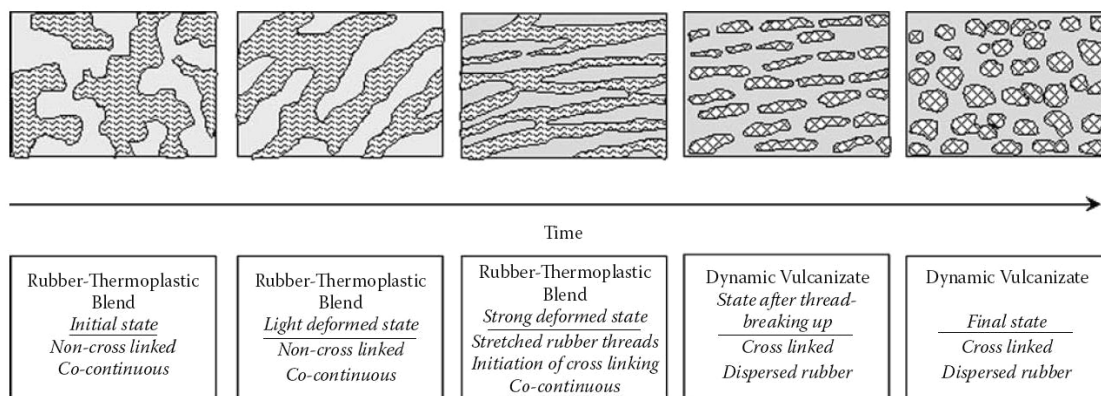 Time
Rubber-Thermoplastic
Blend
Initial state
Non-cross linked
Co-continuous
Rubber-Thermoplastic
Blend
Light deformed state
Non-cross linked
Co-continuous
Rubber-Thermoplastic
Blend
Strong deformed state
Stretched rubber threads
Initiation of cross linking
Co-continuous
Dynamic Vulcanizate
State after thread-
breaking up
Cross linked
Dispersed rubber
Dynamic Vulcanizate
Final state
Cross linked
Dispersed rubber